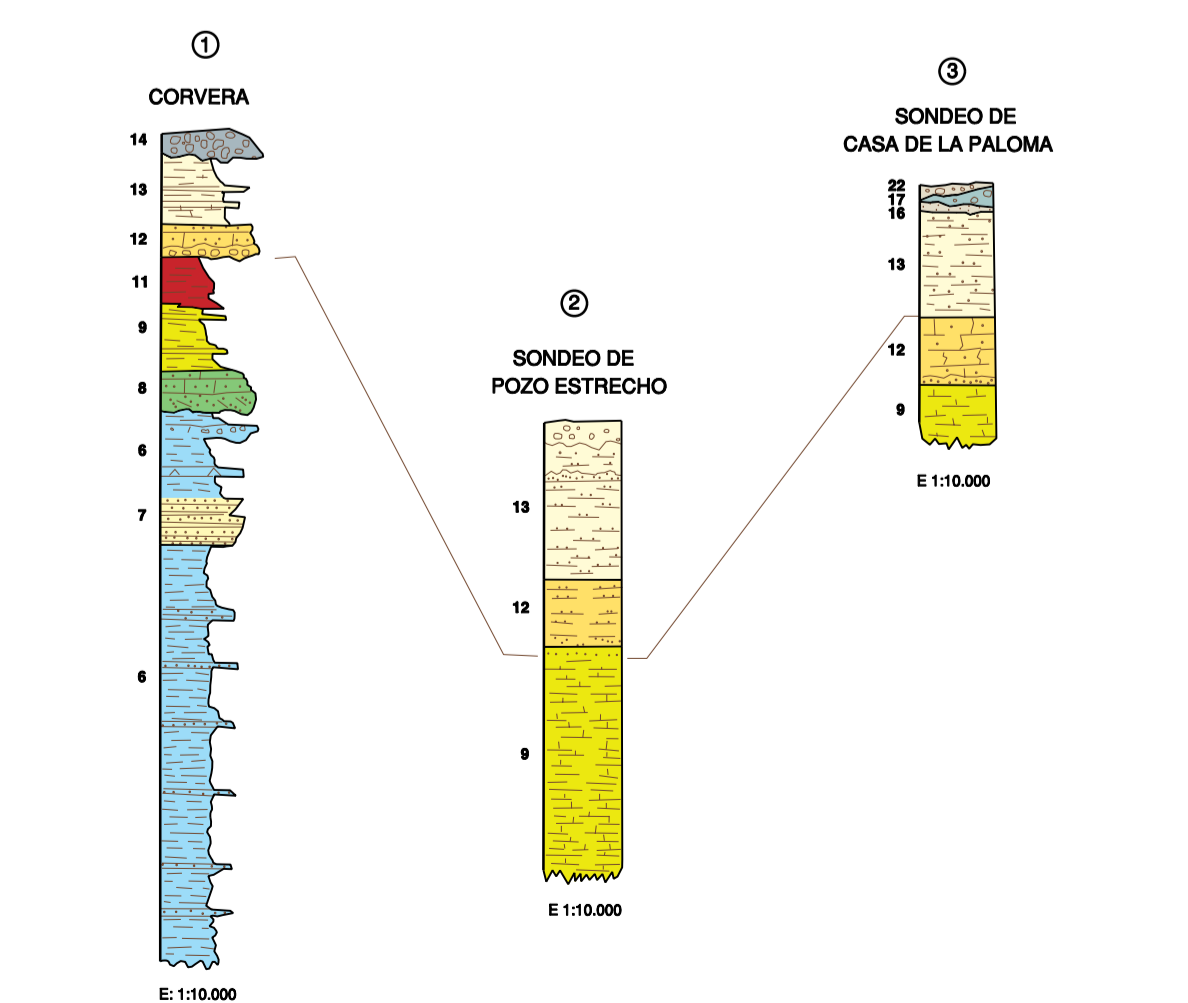 1
CORVERA
14
13
12
11
9
8
6
7
6
E: 1:10.000
2
SONDEO DE
POZO ESTRECHO
13
12
9
E 1:10.000
3
SONDEO DE
CASA DE LA PALOMA
22
17
16
13
12
9
E 1:10.000